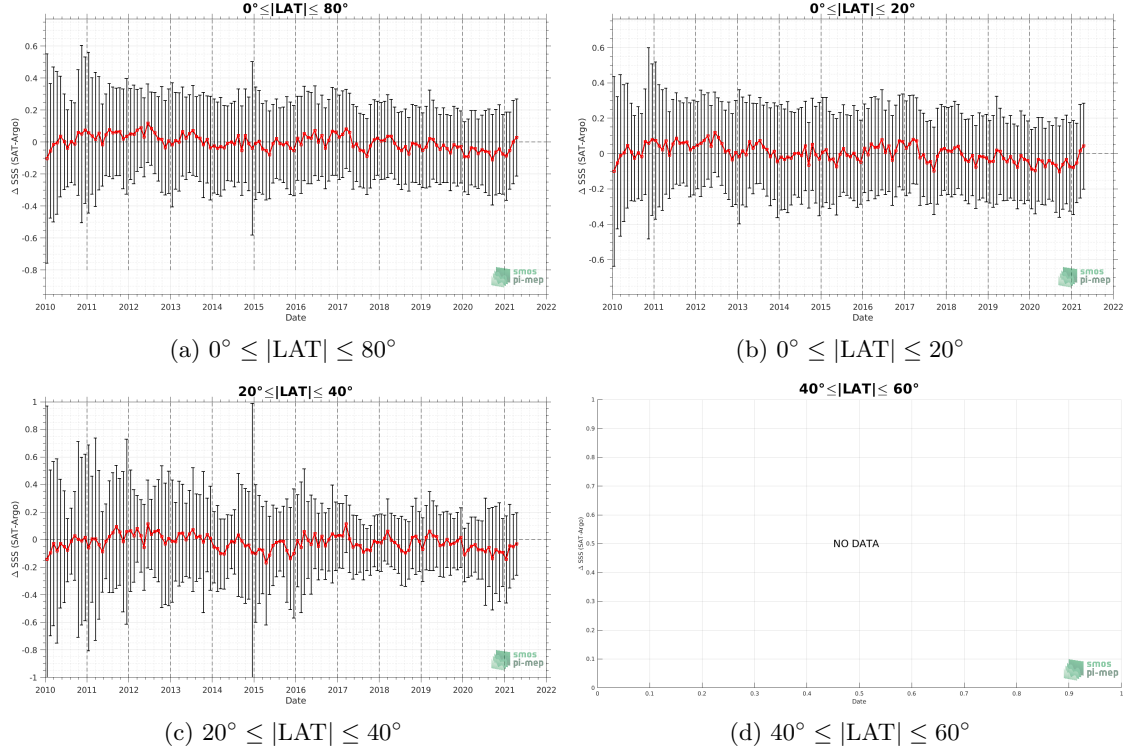 0°≤|LAT|≤ 80°
Δ SSS (SAT-Argo)
0.6
0.4
0.2
0
-0.2
-0.4
-0.6
-0.8
2010 2011 2012 2013 2014 2015 2016 2017 2018 2019 2020 2021 2022
Date
smos
pi-mep
(a) 0° ≤ |LAT| ≤ 80°
0°≤|LAT|≤ 20°
Δ SSS (SAT-Argo)
0.6
0.4
0.2
0
-0.2
-0.4
-0.6
2010 2011 2012 2013 2014 2015 2016 2017 2018 2019 2020 2021 2022
Date
smos
pi-mep
(b) 0° ≤ |LAT| ≤ 20°
20°≤|LAT|≤ 40°
Δ SSS (SAT-Argo)
1
0.8
0.6
0.4
0.2
0
-0.2
-0.4
-0.6
-0.8
-1
2010 2011 2012 2013 2014 2015 2016 2017 2018 2019 2020 2021 2022
Date
smos
pi-mep
(c) 20° ≤ |LAT| ≤ 40°
40°≤|LAT|≤ 60°
Δ SSS (SAT-Argo)
1
0.9
0.8
0.7
0.6
0.5
0.4
0.3
0.2
0.1
0
NO DATA
0 0.1 0.2 0.3 0.4 0.5 0.6 0.7 0.8 0.9 1
Date
smos
pi-mep
(d) 40° ≤ |LAT| ≤ 60°